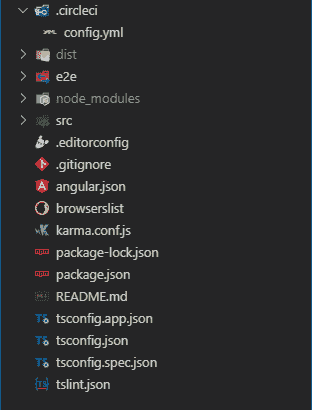 .circleci
config.yml
dist
e2e
node_modules
src
.editorconfig
.gitignore
angular.json
browserslist
karma.conf.js
package-lock.json
package.json
README.md
tsconfig.app.json
tsconfig.json
tsconfig.spec.json
tslint.json